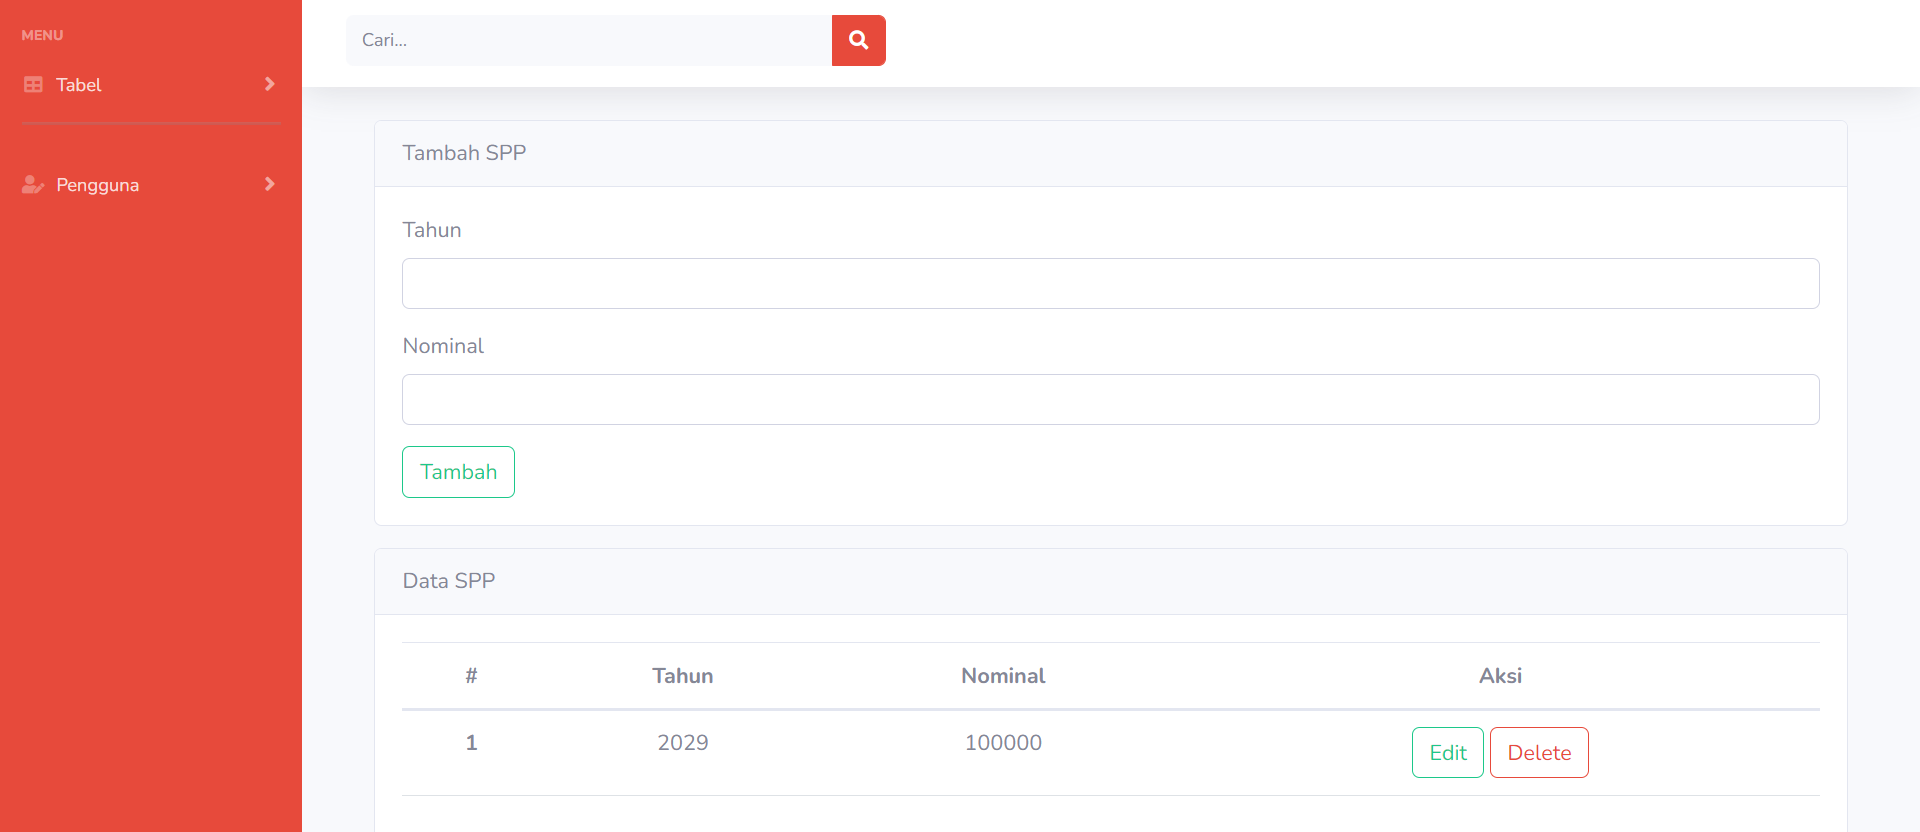 MENU
Tabel
Pengguna
Cari...
Tambah SPP
Tahun
Nominal
Tambah
Data SPP
# Tahun Nominal Aksi
1 2029 100000 Edit Delete